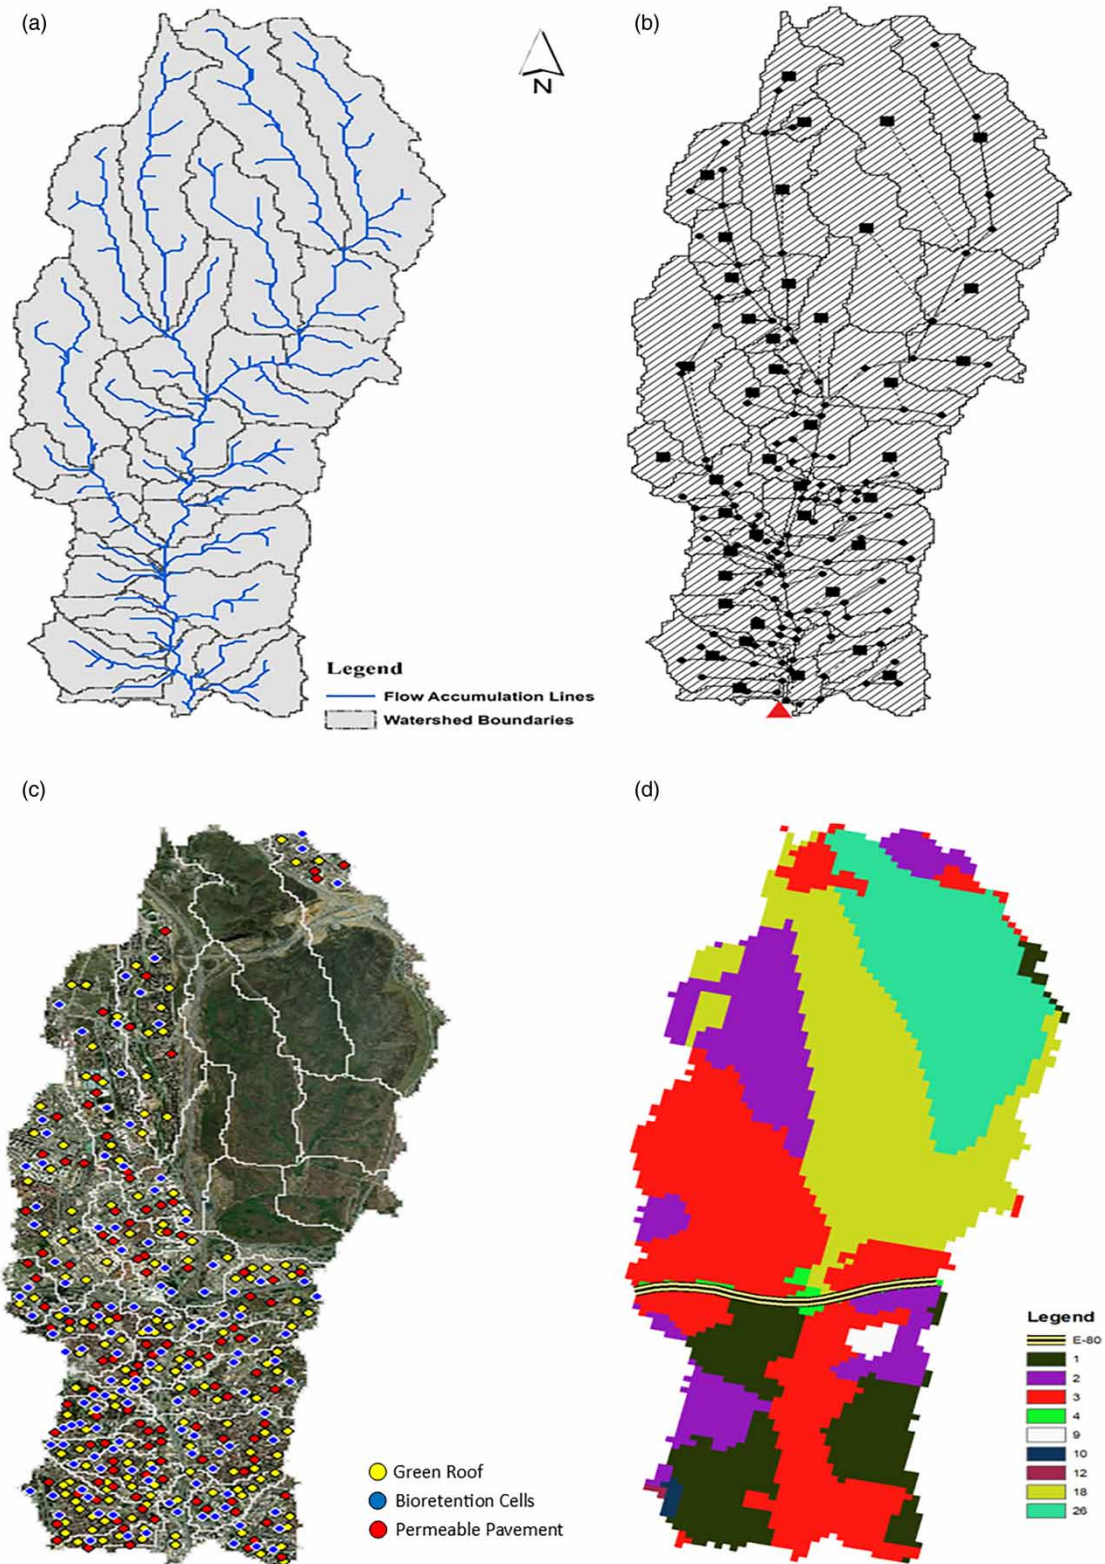 (a)
N
(b)
Legend
Flow Accumulation Lines
Watershed Boundaries
(c)
(d)
Green Roof
Bioretention Cells
Permeable Pavement
Legend
E-80
1
2
3
4
9
10
12
18
26